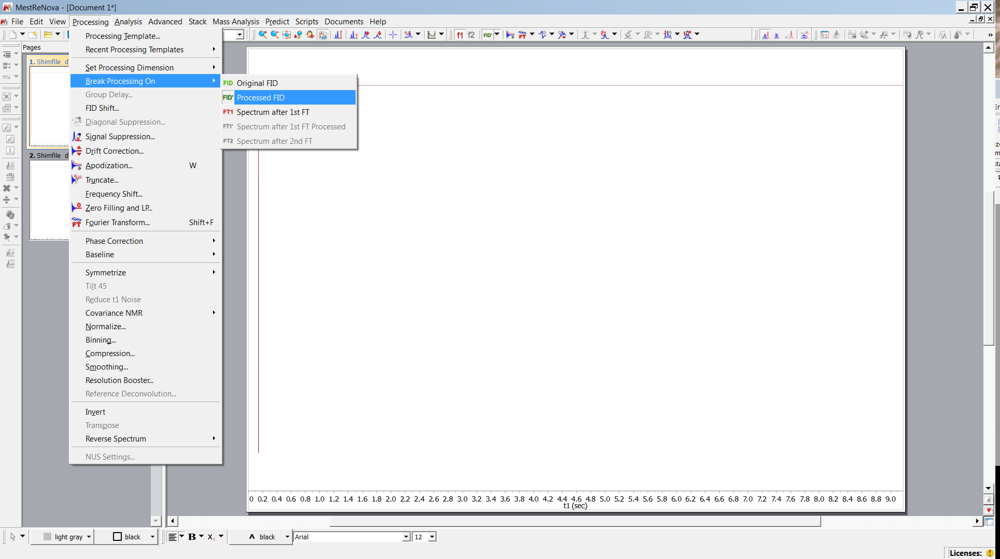 MestReNova - [Document 1*]
File Edit View Processing Analysis Advanced Stack Mass Analysis Predict Scripts Documents Help
f1 f2 FID'
Pages
1. Shimfile d
2. Shimfile d
Processing Template...
Recent Processing Templates
Set Processing Dimension
Break Processing On
Group Delay...
FID Shift...
Diagonal Suppression...
Signal Suppression...
Drift Correction...
Apodization... W
Truncate...
Frequency Shift...
Zero Filling and LP...
FT Fourier Transform... Shift+F
Phase Correction
Baseline
Symmetrize
Tilt 45
Reduce t1 Noise
Covariance NMR
Normalize...
Binning...
Compression...
Smoothing...
Resolution Booster...
Reference Deconvolution...
Invert
Transpose
Reverse Spectrum
NUS Settings...
FID Original FID
FID' Processed FID
FT1 Spectrum after 1st FT
FT1' Spectrum after 1st FT Processed
FT2 Spectrum after 2nd FT
0 0.2 0.4 0.6 0.8 1.0 1.2 1.4 1.6 1.8 2.0 2.2 2.4 2.6 2.8 3.0 3.2 3.4 3.6 3.8 4.0 4.2 4.4 4.6 4.8 5.0 5.2 5.4 5.6 5.8 6.0 6.2 6.4 6.6 6.8 7.0 7.2 7.4 7.6 7.8 8.0 8.2 8.4 8.6 8.8 9.0
t1 (sec)
light gray black B X₂ A black Arial 12
Licenses: